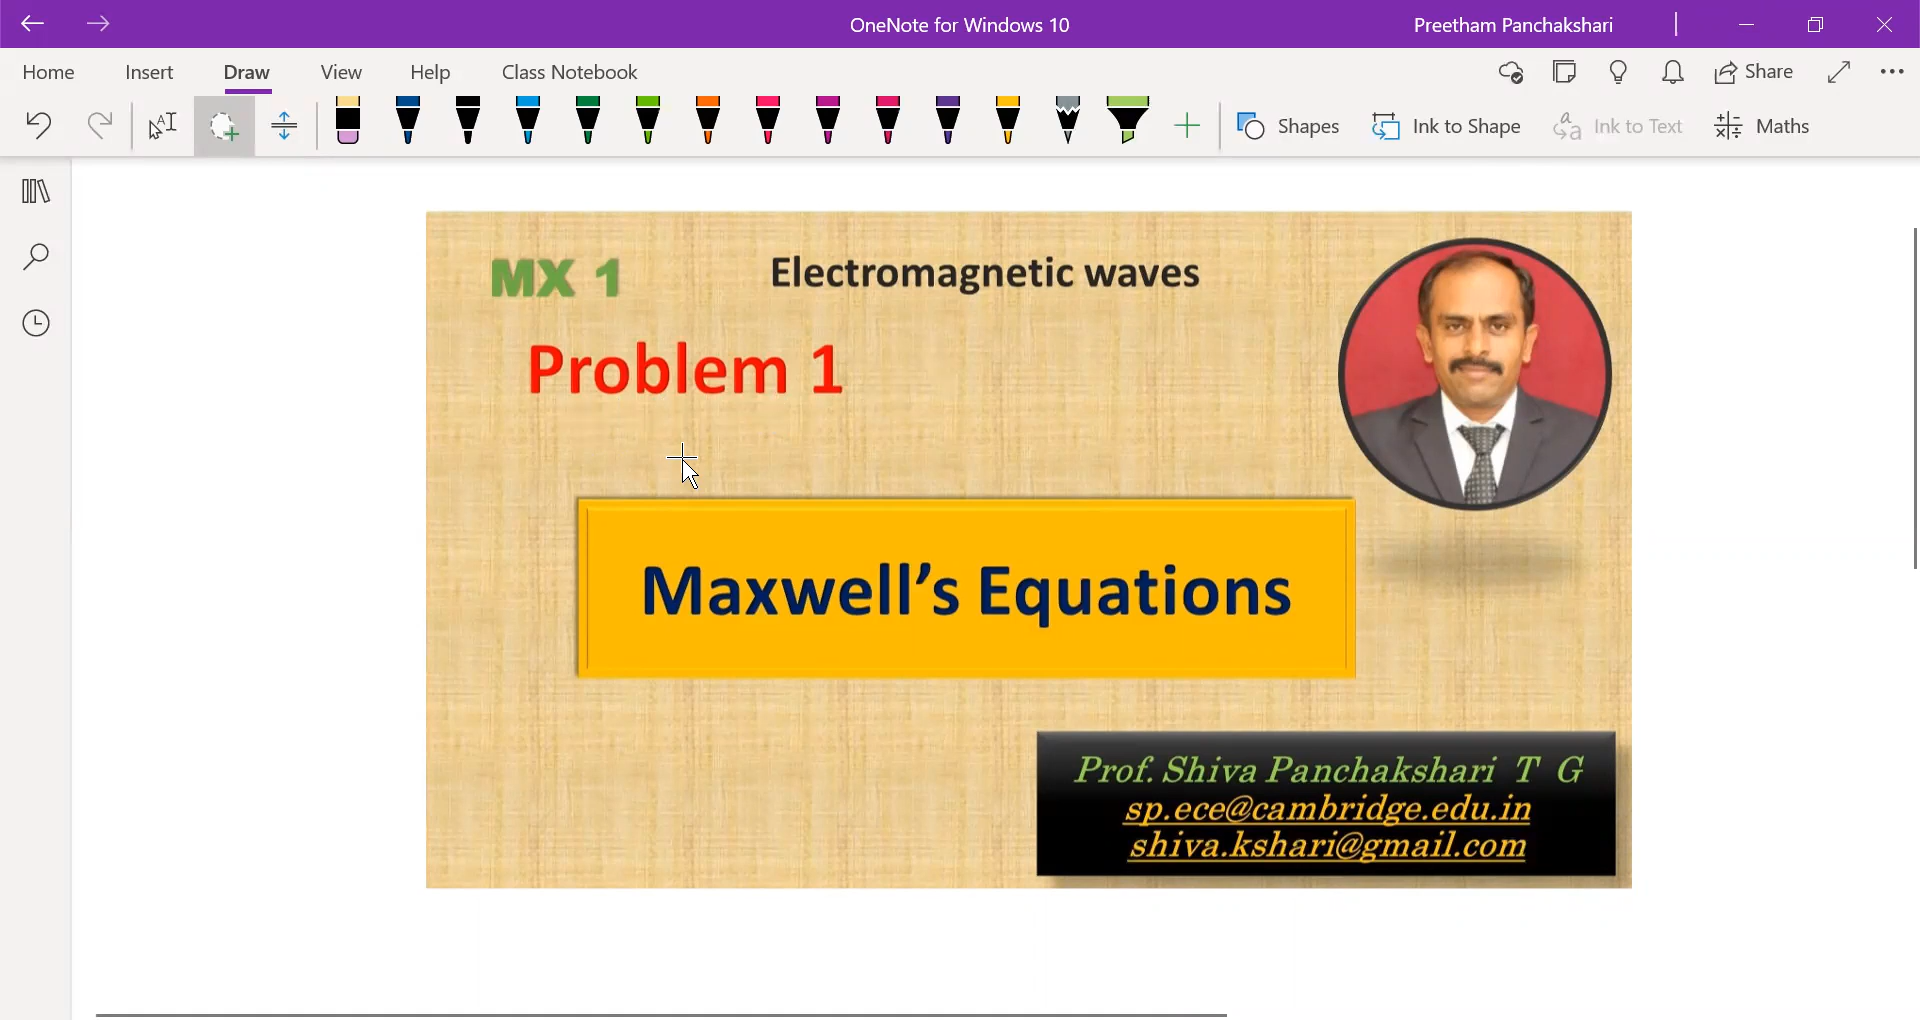 OneNote for Windows 10
Preetham Panchakshari
Home Insert Draw View Help Class Notebook Share
Shapes Ink to Shape Ink to Text Maths
MX 1
Electromagnetic waves
Problem 1
Maxwell’s Equations
Prof. Shiva Panchakshari T G
sp.ece@cambridge.edu.in
shiva.kshari@gmail.com